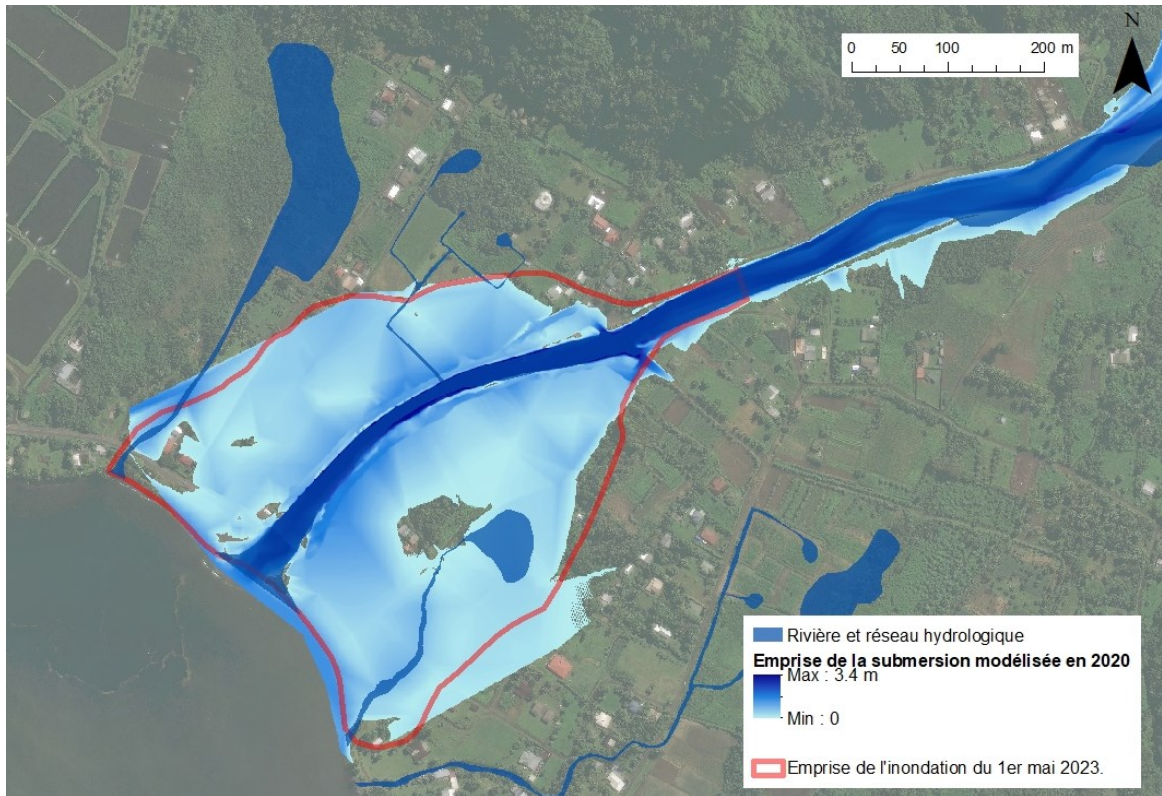 N
0 50 100 200 m
Rivière et réseau hydrologique
Emprise de la submersion modélisée en 2020
Max : 3.4 m
Min : 0
Emprise de l'inondation du 1er mai 2023.